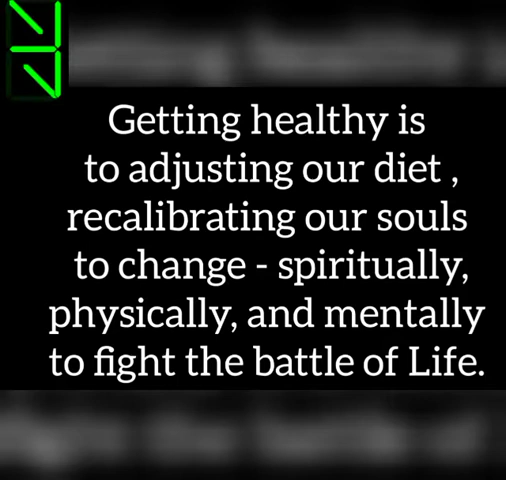 Getting healthy is
to adjusting our diet ,
recalibrating our souls
to change - spiritually,
physically, and mentally
to fight the battle of Life.